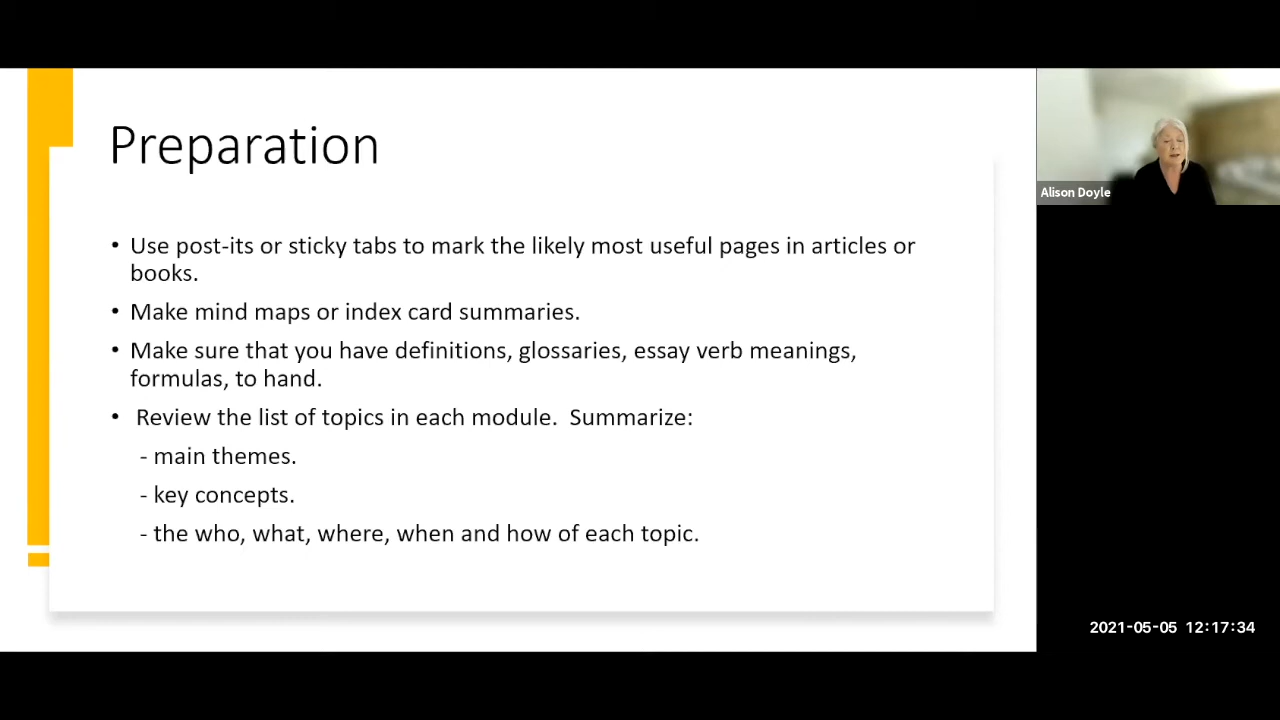 Preparation
• Use post-its or sticky tabs to mark the likely most useful pages in articles or
books.
• Make mind maps or index card summaries.
• Make sure that you have definitions, glossaries, essay verb meanings,
formulas, to hand.
• Review the list of topics in each module.  Summarize:
- main themes.
- key concepts.
- the who, what, where, when and how of each topic.
Alison Doyle
2021-05-05 12:17:34